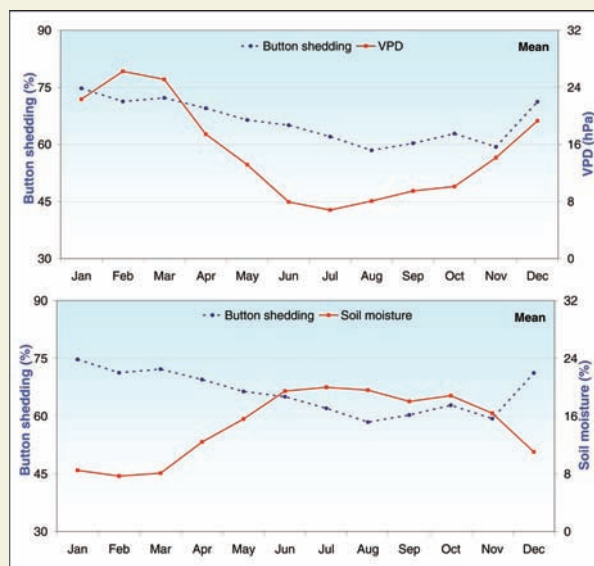 90
75
60
45
30
Button shedding (%)
Button shedding
VPD
Mean
32
24
16
8
0
VPD (hPa)
Jan Feb Mar Apr May Jun Jul Aug Sep Oct Nov Dec
90
75
60
45
30
Button shedding (%)
Button shedding
Soil moisture
Mean
32
24
16
8
0
Soil moisture (%)
Jan Feb Mar Apr May Jun Jul Aug Sep Oct Nov Dec